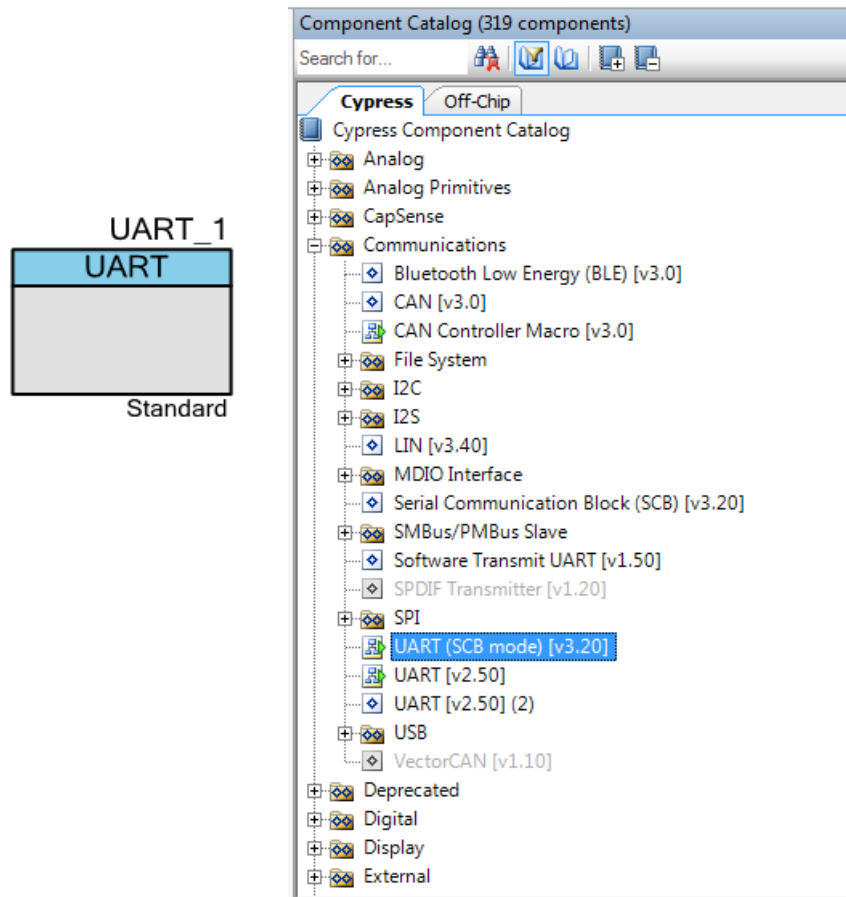 UART_1
UART
Standard
Component Catalog (319 components)
Search for...
Cypress
Off-Chip
Cypress Component Catalog
Analog
Analog Primitives
CapSense
Communications
Bluetooth Low Energy (BLE) [v3.0]
CAN [v3.0]
CAN Controller Macro [v3.0]
File System
I2C
I2S
LIN [v3.40]
MDIO Interface
Serial Communication Block (SCB) [v3.20]
SMBus/PMBus Slave
Software Transmit UART [v1.50]
SPDIF Transmitter [v1.20]
SPI
UART (SCB mode) [v3.20]
UART [v2.50]
UART [v2.50] (2)
USB
VectorCAN [v1.10]
Deprecated
Digital
Display
External